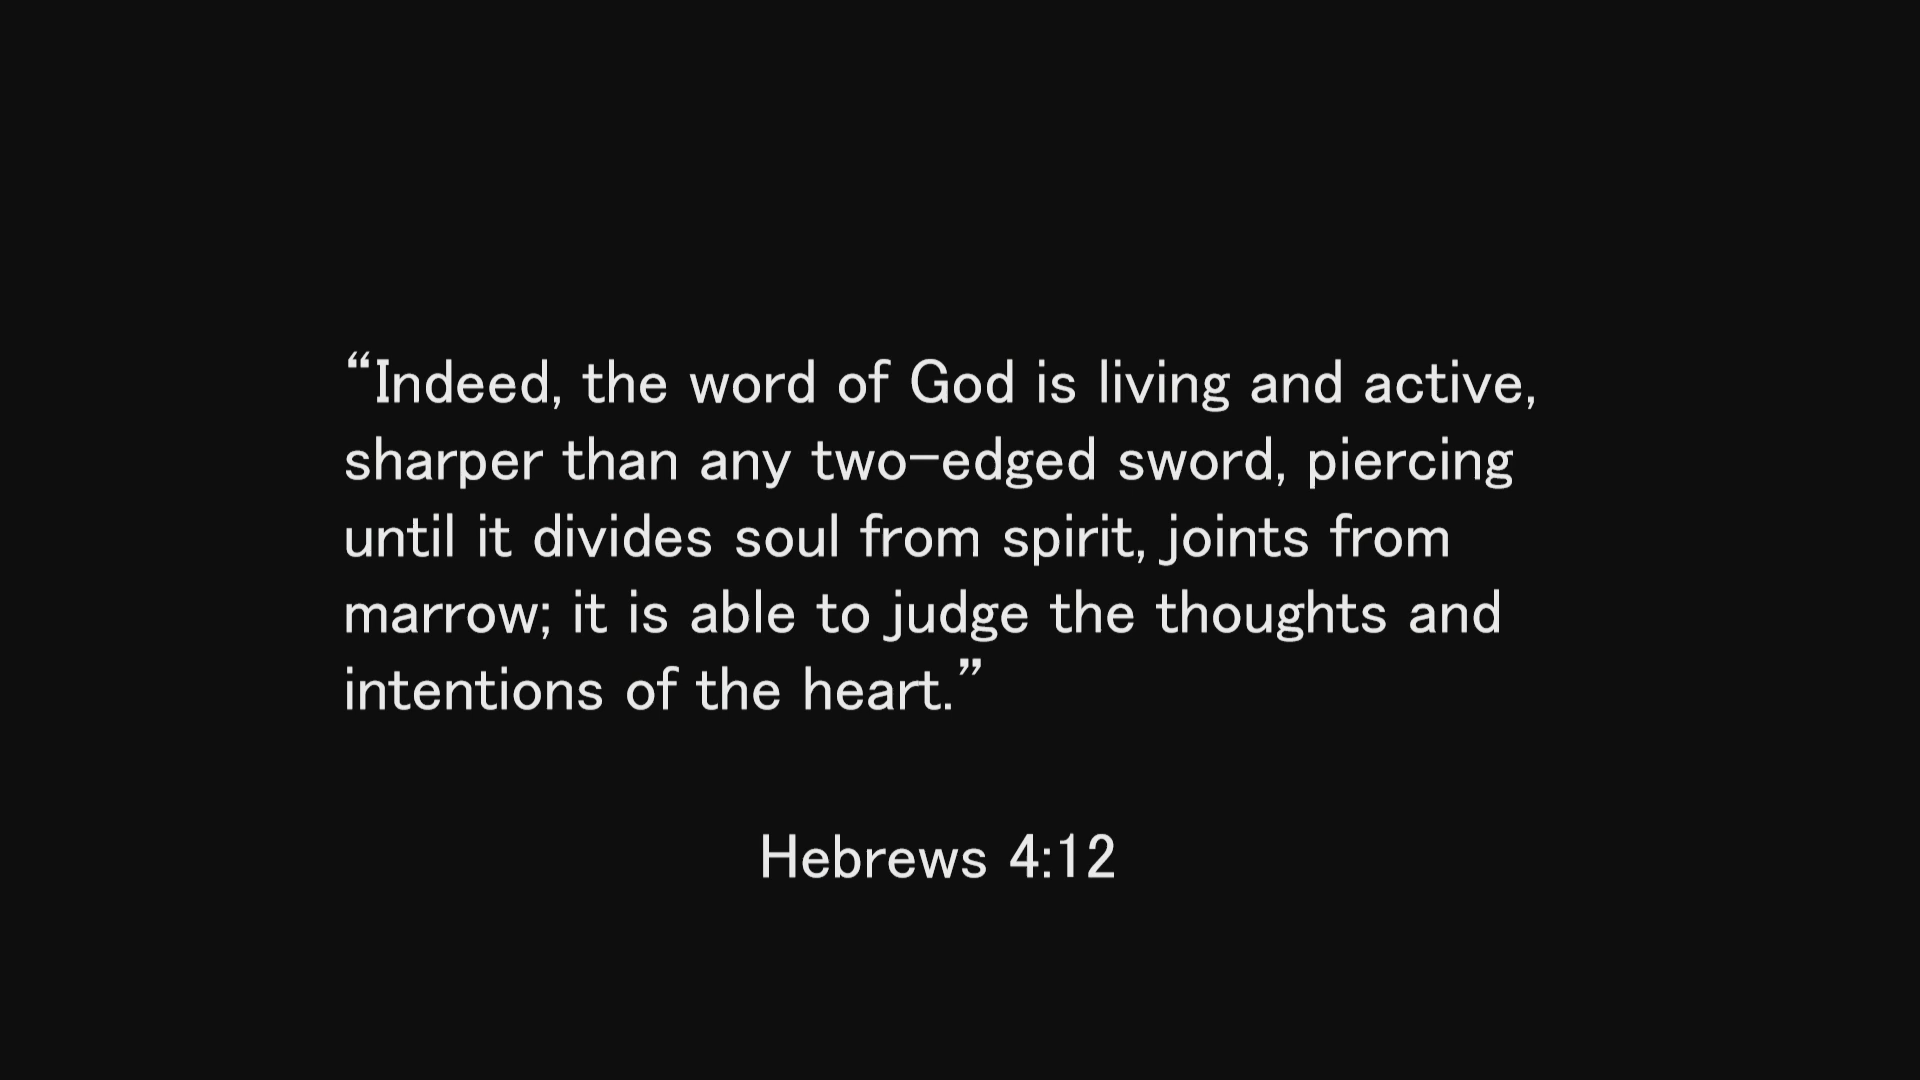 “Indeed, the word of God is living and active,
sharper than any two-edged sword, piercing
until it divides soul from spirit, joints from
marrow; it is able to judge the thoughts and
intentions of the heart.”
Hebrews 4:12